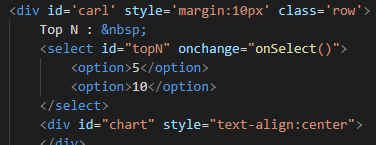 <div id='carl' style='margin:10px' class='row'>
Top N : &nbsp;
<select id="topN" onchange="onSelect()">
<option>5</option>
<option>10</option>
</select>
<div id="chart" style="text-align:center">
</div>